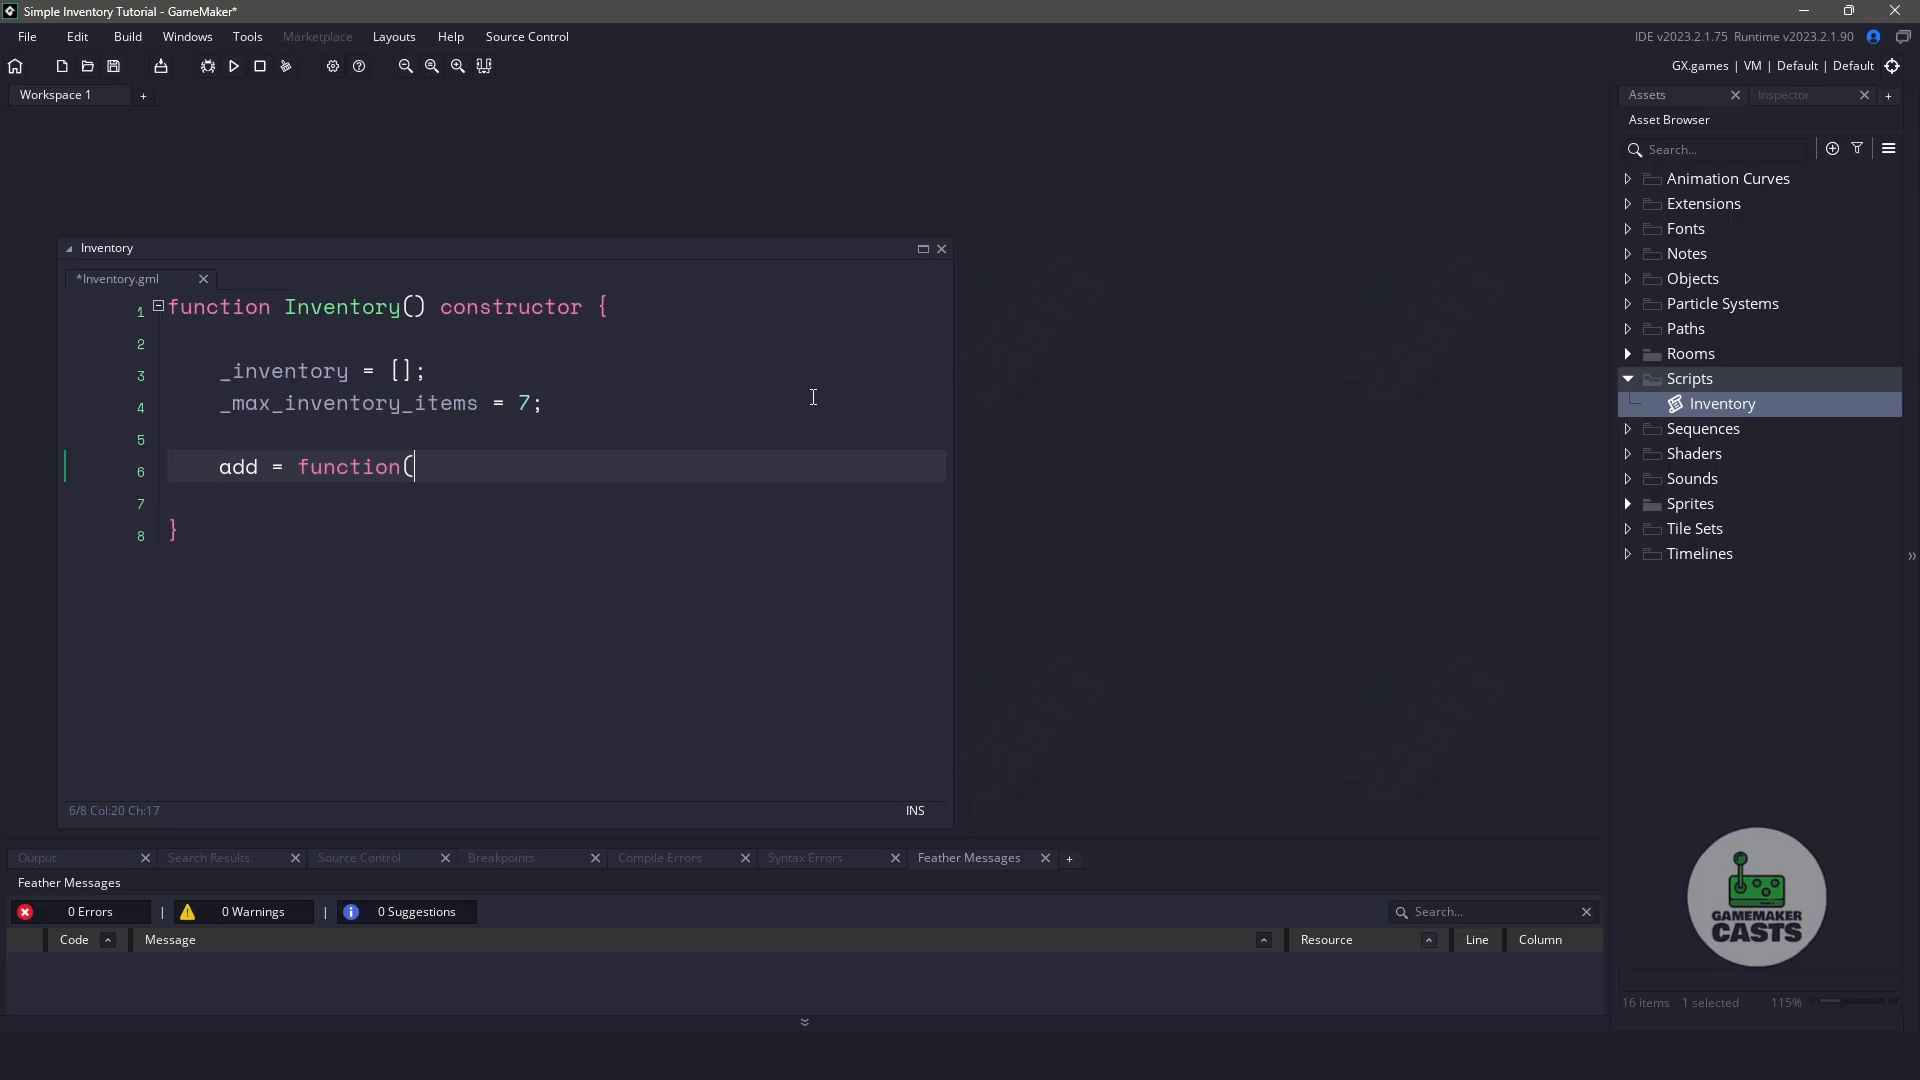 Simple Inventory Tutorial - GameMaker*
File Edit Build Windows Tools Marketplace Layouts Help Source Control
IDE v2023.2.1.75 Runtime v2023.2.1.90
GX.games | VM | Default | Default
Workspace 1 +
Assets Inspector +
Asset Browser
Search...
Animation Curves
Extensions
Fonts
Notes
Objects
Particle Systems
Paths
Rooms
Scripts
Inventory
Sequences
Shaders
Sounds
Sprites
Tile Sets
Timelines
Inventory
*Inventory.gml
1 function Inventory() constructor {
2
3 _inventory = [];
4 _max_inventory_items = 7;
5
6 add = function(
7
8 }
6/8 Col:20 Ch:17 INS
Output Search Results Source Control Breakpoints Compile Errors Syntax Errors Feather Messages +
Feather Messages
0 Errors | 0 Warnings | 0 Suggestions Search...
Code Message Resource Line Column
GAMEMAKER
CASTS
16 items 1 selected 115%